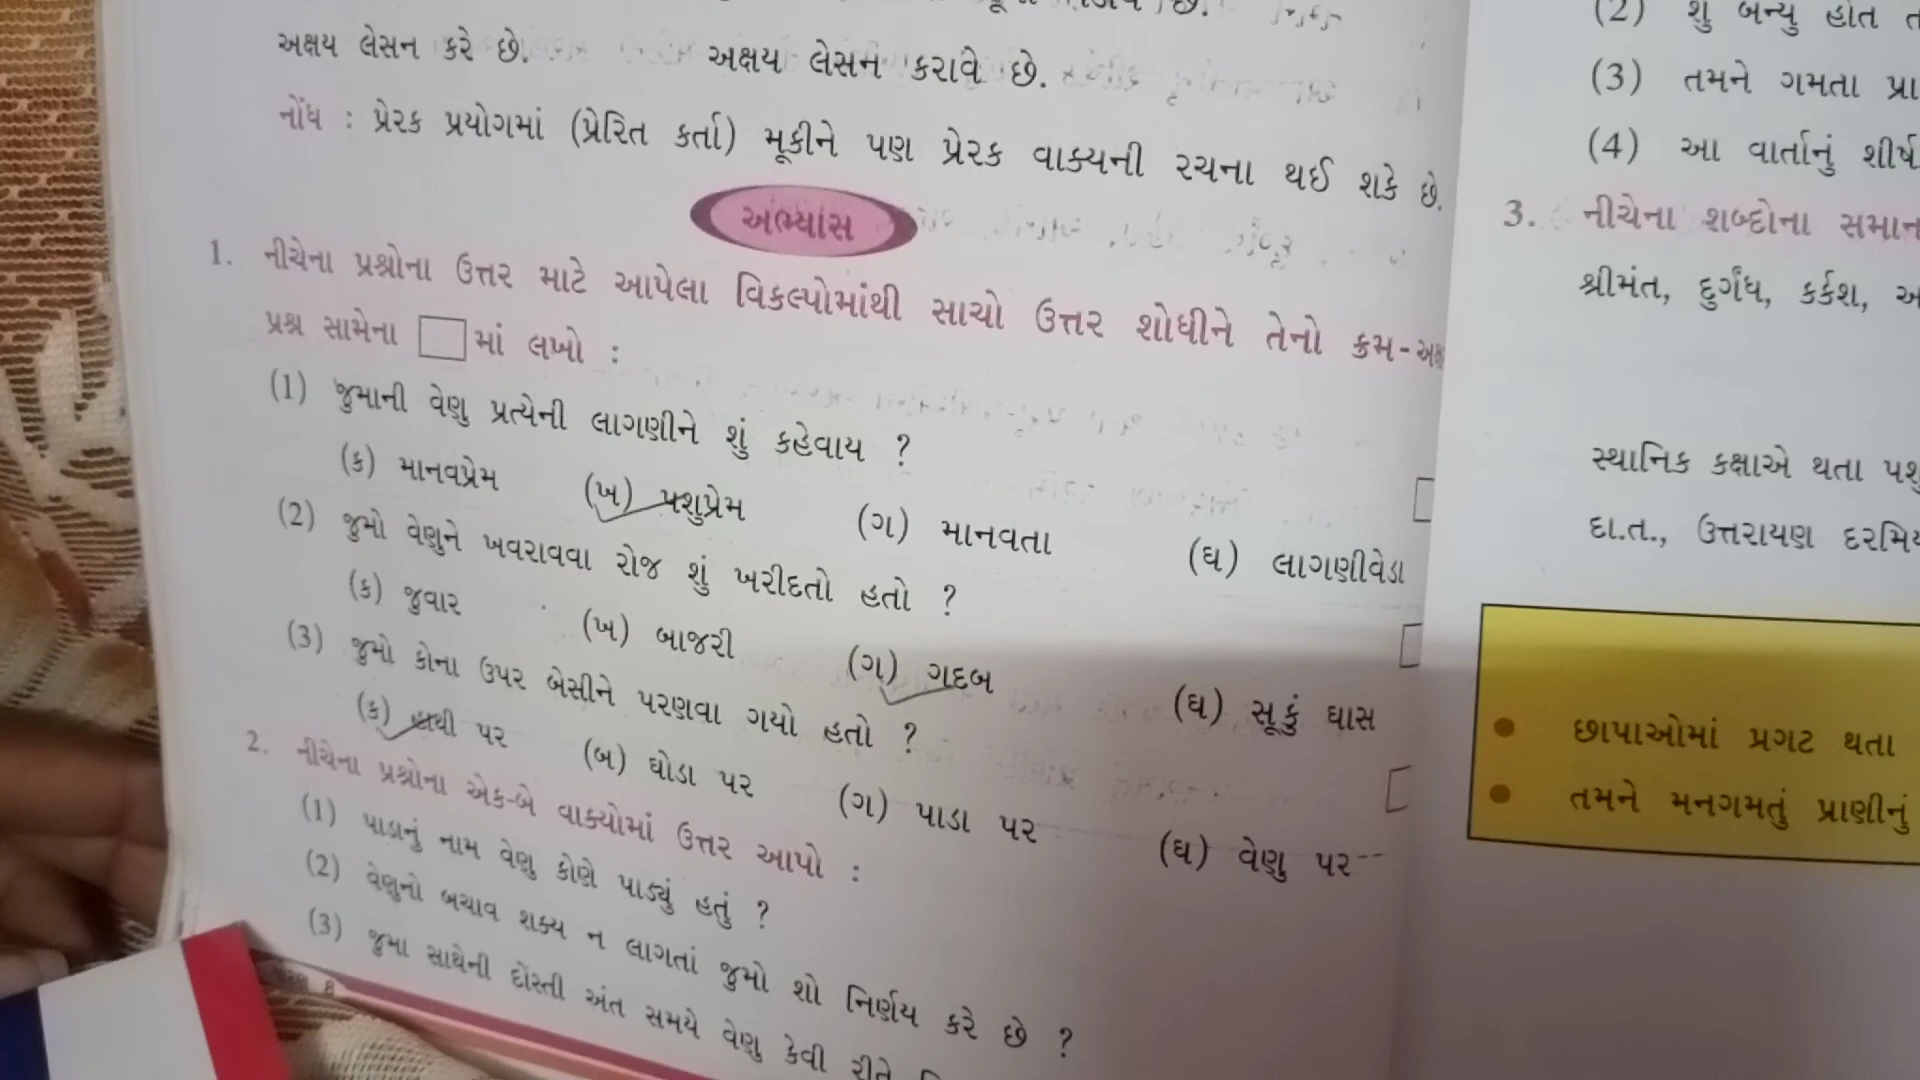 અક્ષય લેસન કરે છે. અક્ષય લેસન કરાવે છે.
નોંધ : પ્રેરક પ્રયોગમાં (પ્રેરિત કર્તા) મૂકીને પણ પ્રેરક વાક્યની રચના થઈ શકે છે.
અભ્યાસ
1. નીચેના પ્રશ્નોના ઉત્તર માટે આપેલા વિકલ્પોમાંથી સાચો ઉત્તર શોધીને તેનો ક્રમ-
પ્રશ્ન સામેના માં લખો :
(1) જુમાની વેણુ પ્રત્યેની લાગણીને શું કહેવાય ?
(ક) માનવપ્રેમ (ખ) પશુપ્રેમ (ગ) માનવતા (ઘ) લાગણીવેડા
(2) જુમો વેણુને ખવરાવવા રોજ શું ખરીદતો હતો ?
(ક) જુવાર (ખ) બાજરી (ગ) ગદબ (ઘ) સૂકું ઘાસ
(3) જુમો કોના ઉપર બેસીને પરણવા ગયો હતો ?
(ક) હાથી પર (બ) ઘોડા પર (ગ) પાડા પર (ઘ) વેણુ પર
2. નીચેના પ્રશ્નોના એક-બે વાક્યોમાં ઉત્તર આપો :
(1) પાડાનું નામ વેણુ કોણે પાડ્યું હતું ?
(2) વેણુનો બચાવ શક્ય ન લાગતાં જુમો શો નિર્ણય કરે છે ?
(3) જુમા સાથેની દોસ્તી અંત સમયે વેણુ કેવી રીતે
8
(2) શું બન્યુ હોત
(3) તમને ગમતા
(4) આ વાર્તાનું
3. નીચેના શબ્દોના
શ્રીમંત, દુર્ગંધ, કર્કશ,
સ્થાનિક કક્ષાએ થતા
દા.ત., ઉત્તરાયણ
• છાપાઓમાં પ્રગટ થતા
• તમને મનગમતું પ્રાણીનું